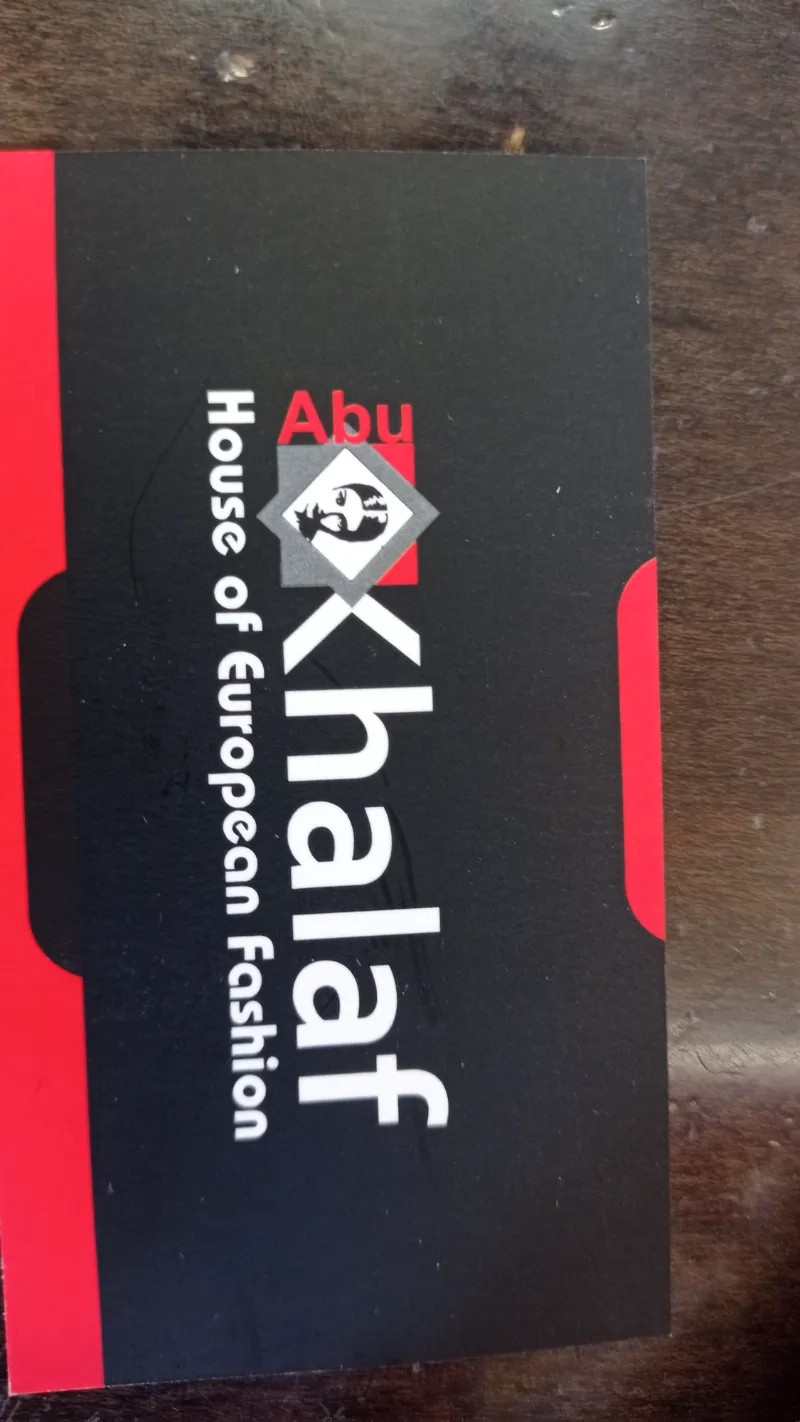 Abu
Khalaf
House of European Fashion